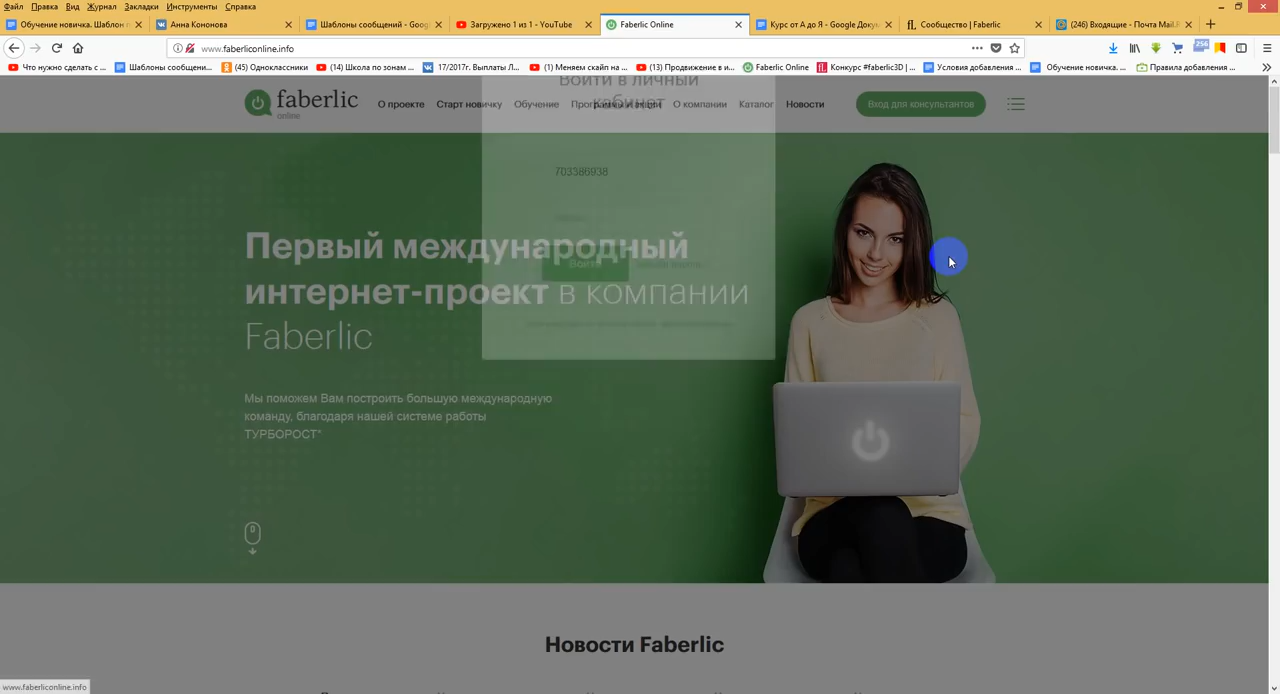 Файл Правка Вид Журнал Закладки Инструменты Справка
Обучение новичка. Шаблон п
Анна Кононова
Шаблоны сообщений - Goog
Загружено 1 из 1 - YouTube
Faberlic Online
Курс от А до Я - Google Докум
Сообщество | Faberlic
(246) Входящие - Почта Mail.R
www.faberliconline.info
256
Что нужно сделать с ...
Шаблоны сообщени...
(45) Одноклассники
(14) Школа по зонам ...
17/2017г. Выплаты Л...
(1) Меняем скайп на ...
(13) Продвижение в и...
Faberlic Online
Конкурс #faberlic3D | ...
Условия добавления ...
Обучение новичка. ...
Правила добавления ...
Войти в личный
кабинет
faberlic
online
О проекте
Старт новичку
Обучение
О компании
Каталог
Новости
Вход для консультантов
703386938
Войти
Первый международный
интернет-проект в компании
Faberlic
Мы поможем Вам построить большую международную
команду, благодаря нашей системе работы
ТУРБОРОСТ*
Новости Faberlic
www.faberliconline.info